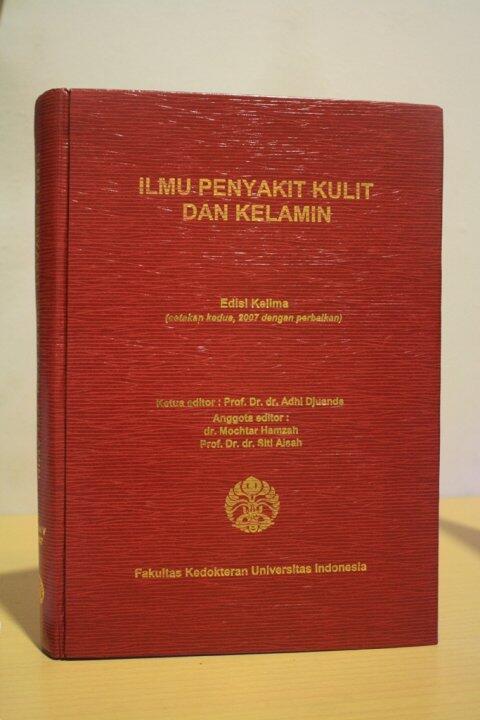 ILMU PENYAKIT KULIT
DAN KELAMIN
Edisi Kelima
(cetakan kedua, 2007 dengan perbaikan)
Ketua editor : Prof. Dr. dr. Adhi Djuanda
Anggota editor :
dr. Mochtar Hamzah
Prof. Dr. dr. Siti Aisah
Fakultas Kedokteran Universitas Indonesia